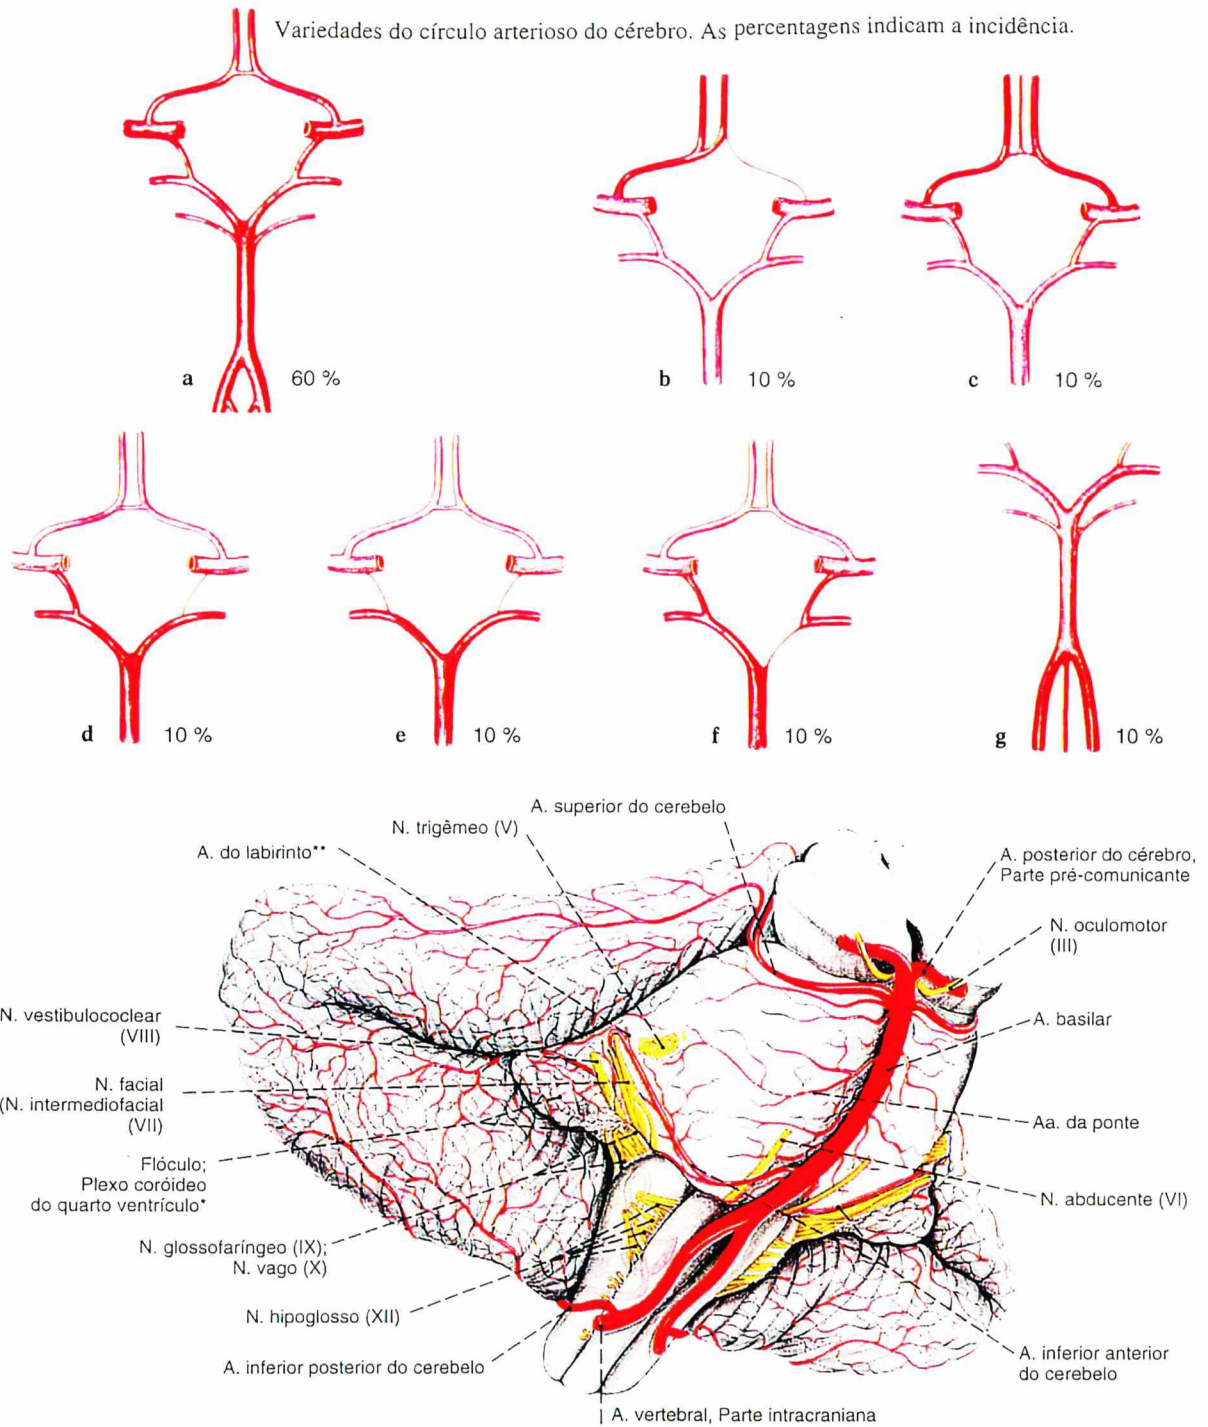 Variedades do círculo arterioso do cérebro. As percentagens indicam a incidência.
a 60 %
b 10 %
c 10 %
d 10 %
e 10 %
f 10 %
g 10 %
A. superior do cerebelo
N. trigêmeo (V)
A. do labirinto**
A. posterior do cérebro,
Parte pré-comunicante
N. oculomotor
(III)
N. vestibulococlear
(VIII)
A. basilar
N. facial
(N. intermediofacial
(VII)
Aa. da ponte
Flóculo;
Plexo coróideo
do quarto ventrículo*
N. abducente (VI)
N. glossofaríngeo (IX);
N. vago (X)
N. hipoglosso (XII)
A. inferior posterior do cerebelo
A. inferior anterior
do cerebelo
A. vertebral, Parte intracraniana